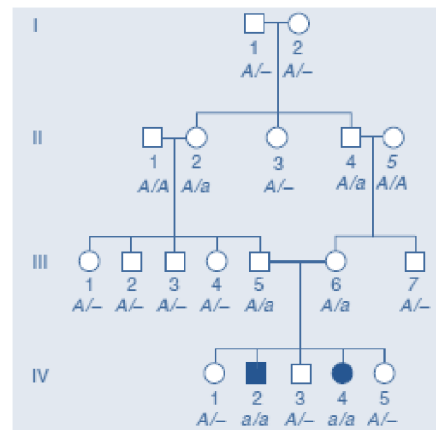 I
1 2
A/– A/–
II
1 2 3 4 5
A/A A/a A/– A/a A/A
III
1 2 3 4 5 6 7
A/– A/– A/– A/– A/a A/a A/–
IV
1 2 3 4 5
A/– a/a A/– a/a A/–